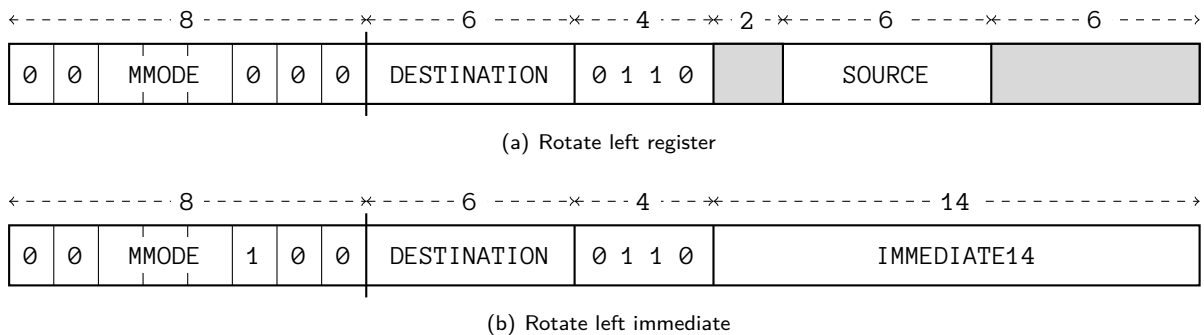 8 6 4 2 6 6
0 0 MMODE 0 0 0 DESTINATION 0 1 1 0 SOURCE
(a) Rotate left register
8 6 4 14
0 0 MMODE 1 0 0 DESTINATION 0 1 1 0 IMMEDIATE14
(b) Rotate left immediate